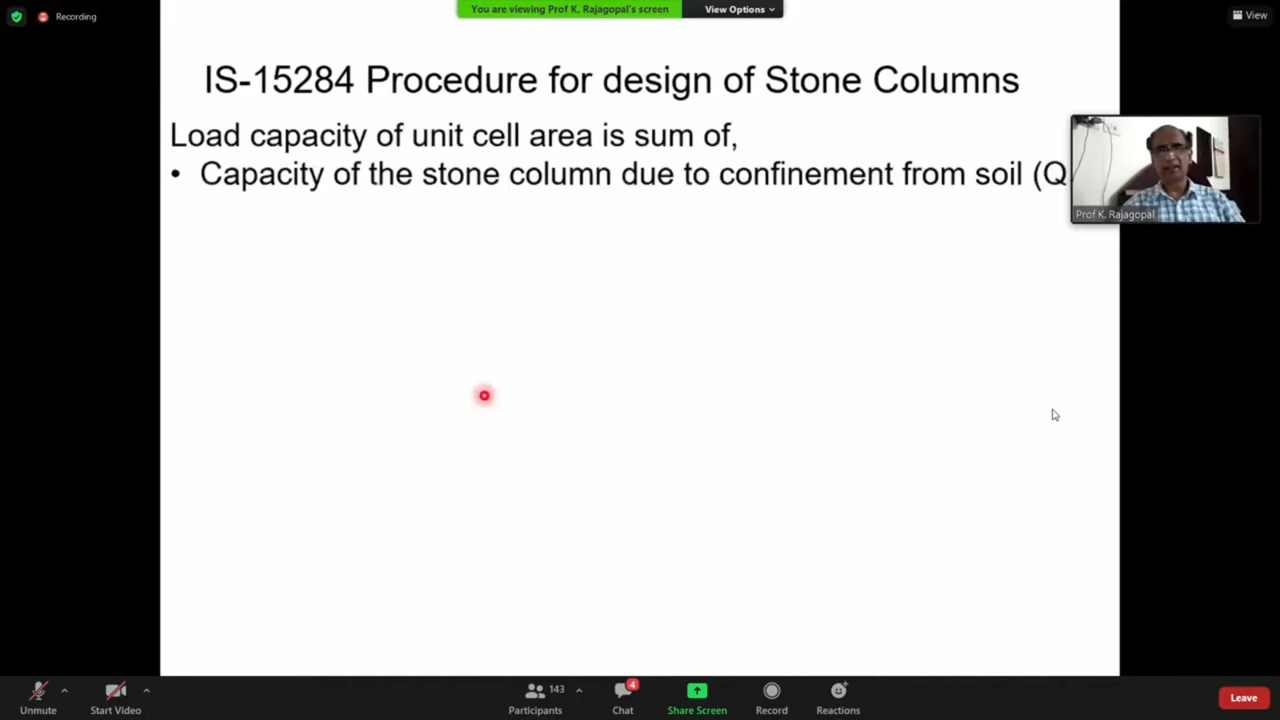 Recording
You are viewing Prof K. Rajagopal's screen
View Options
View
IS-15284 Procedure for design of Stone Columns
Load capacity of unit cell area is sum of,
• Capacity of the stone column due to confinement from soil (Q
Prof K. Rajagopal
Unmute
Start Video
143
Participants
4
Chat
Share Screen
Record
Reactions
Leave